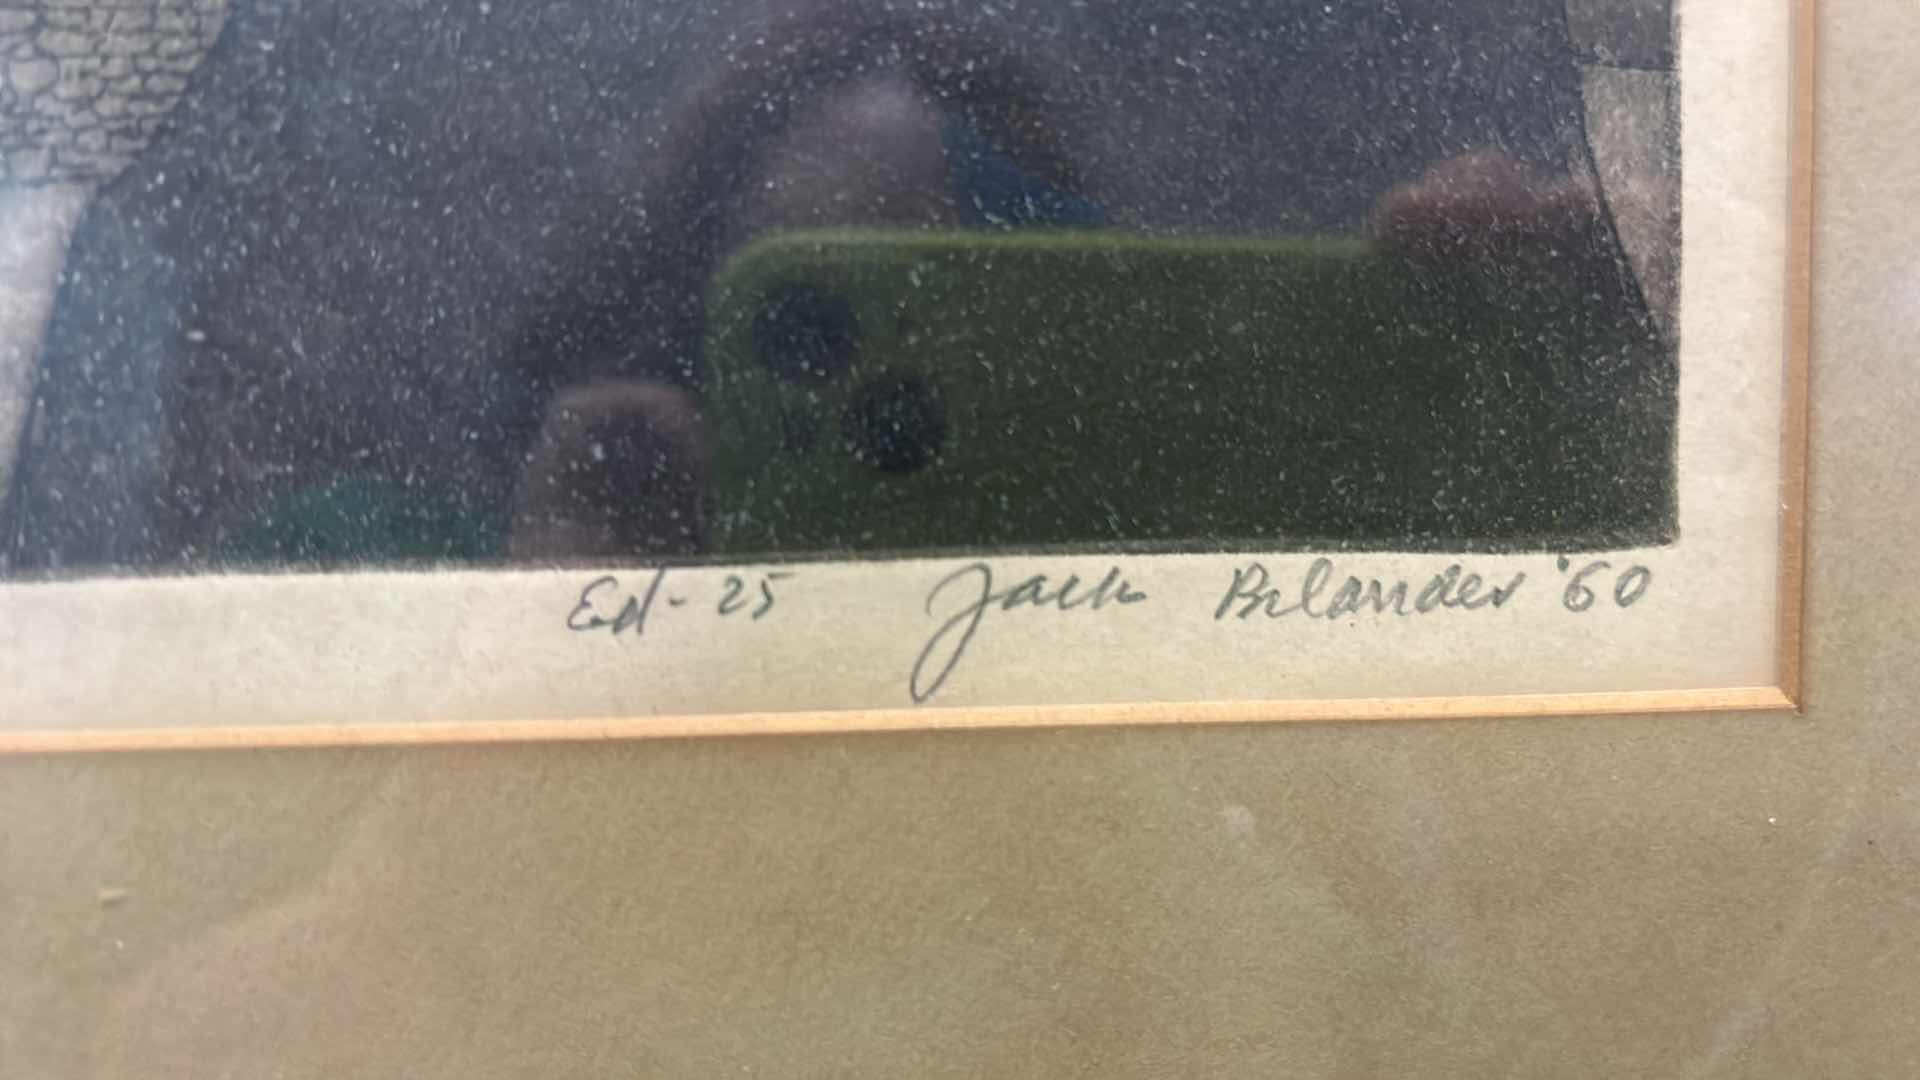 Ed - 25 Jack Bilander '60